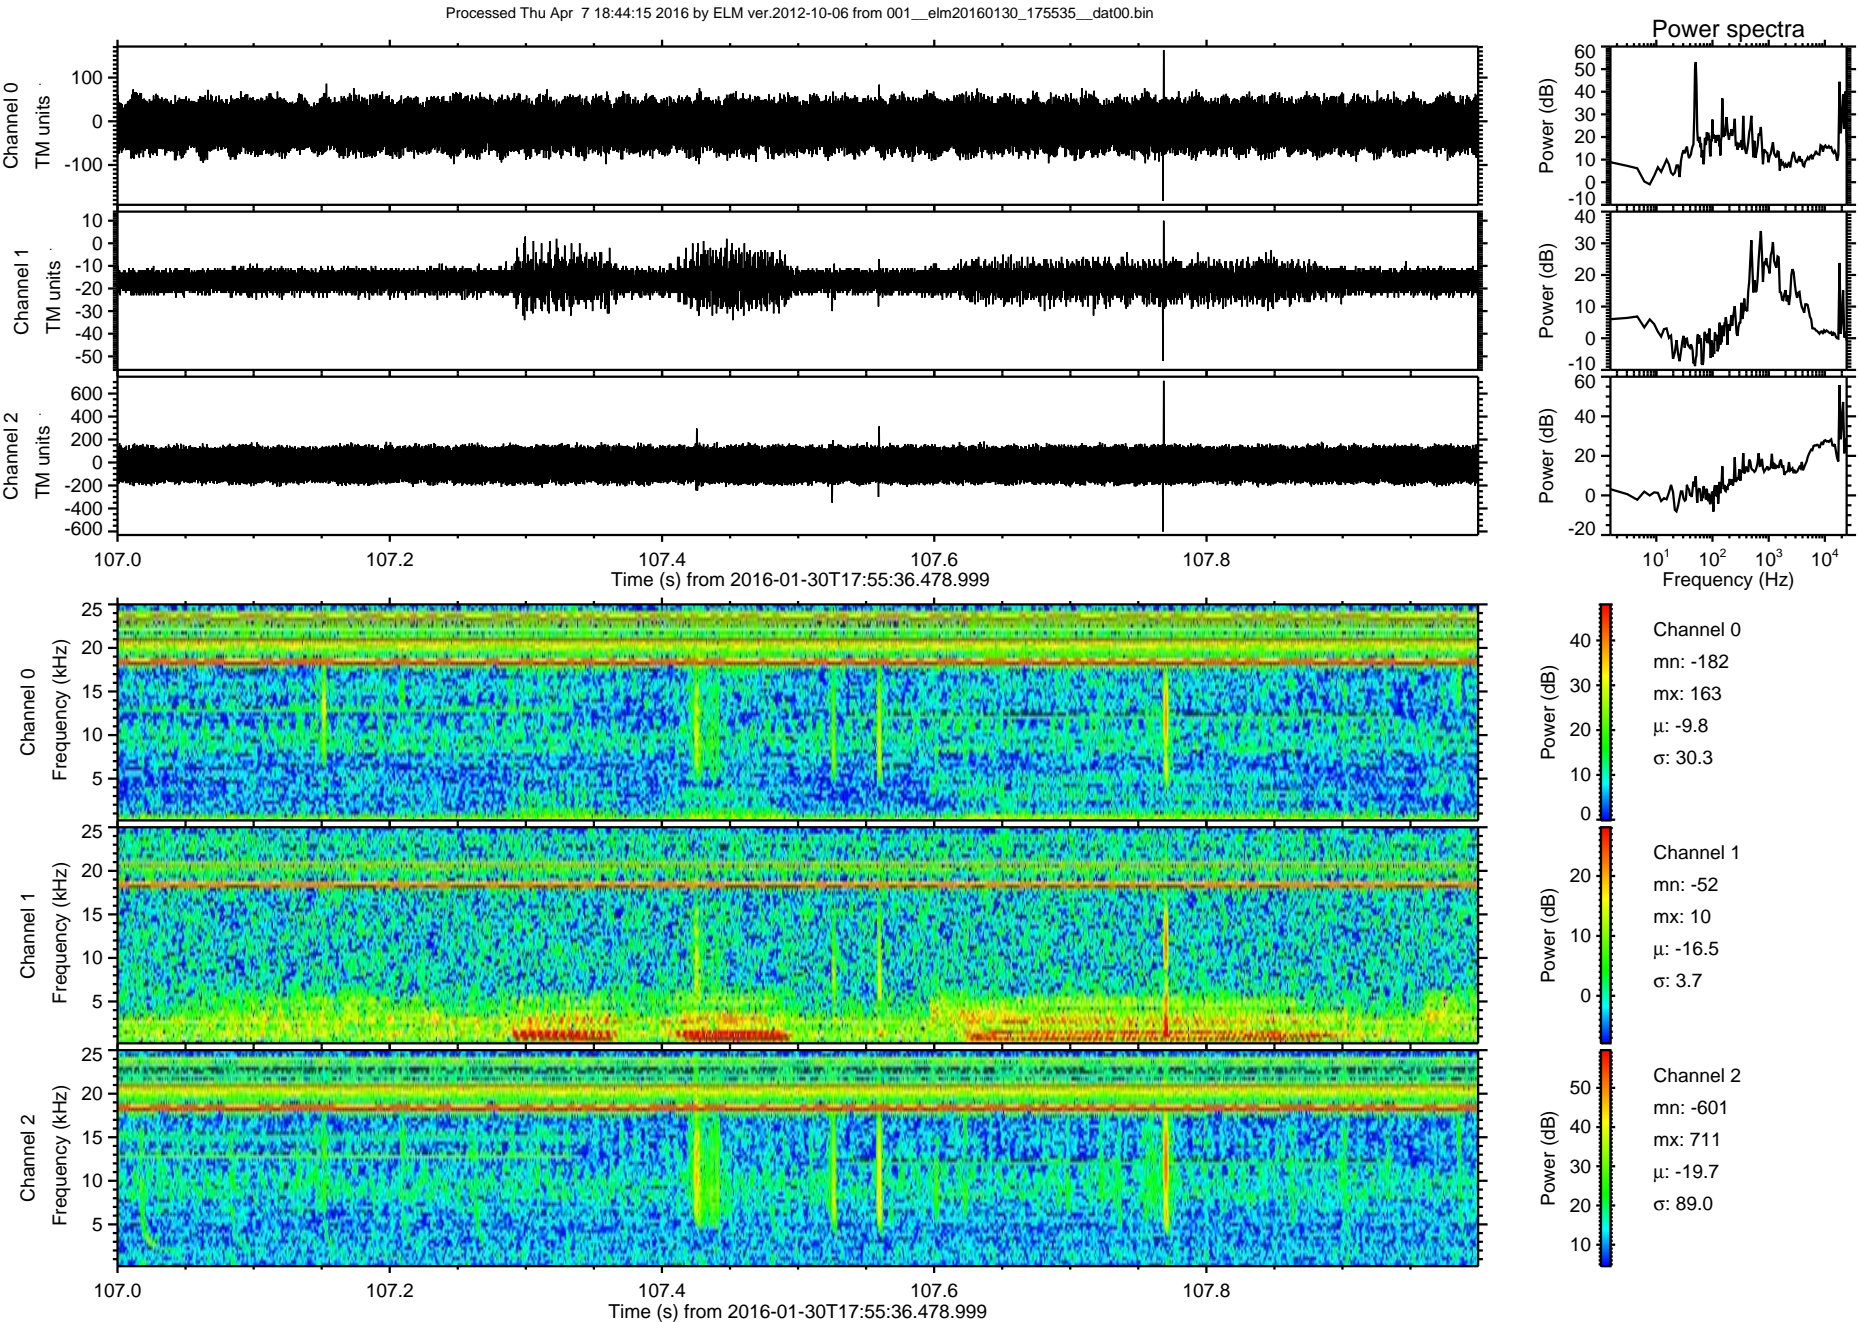 Processed Thu Apr  7 18:44:15 2016 by ELM ver.2012-10-06 from 001__elm20160130_175535__dat00.bin
Power spectra
Channel 0
TM units
100
0
-100
Power (dB)
60
50
40
30
20
10
0
-10
Channel 1
TM units
10
0
-10
-20
-30
-40
-50
Power (dB)
40
30
20
10
0
-10
Channel 2
TM units
600
400
200
0
-200
-400
-600
Power (dB)
60
40
20
0
-20
107.0 107.2 107.4 107.6 107.8
Time (s) from 2016-01-30T17:55:36.478.999
10^1 10^2 10^3 10^4
Frequency (Hz)
Channel 0
Frequency (kHz)
25
20
15
10
5
Power (dB)
40
30
20
10
0
Channel 0
mn: -182
mx: 163
μ: -9.8
σ: 30.3
Channel 1
Frequency (kHz)
25
20
15
10
5
Power (dB)
20
10
0
Channel 1
mn: -52
mx: 10
μ: -16.5
σ: 3.7
Channel 2
Frequency (kHz)
25
20
15
10
5
Power (dB)
50
40
30
20
10
Channel 2
mn: -601
mx: 711
μ: -19.7
σ: 89.0
107.0 107.2 107.4 107.6 107.8
Time (s) from 2016-01-30T17:55:36.478.999